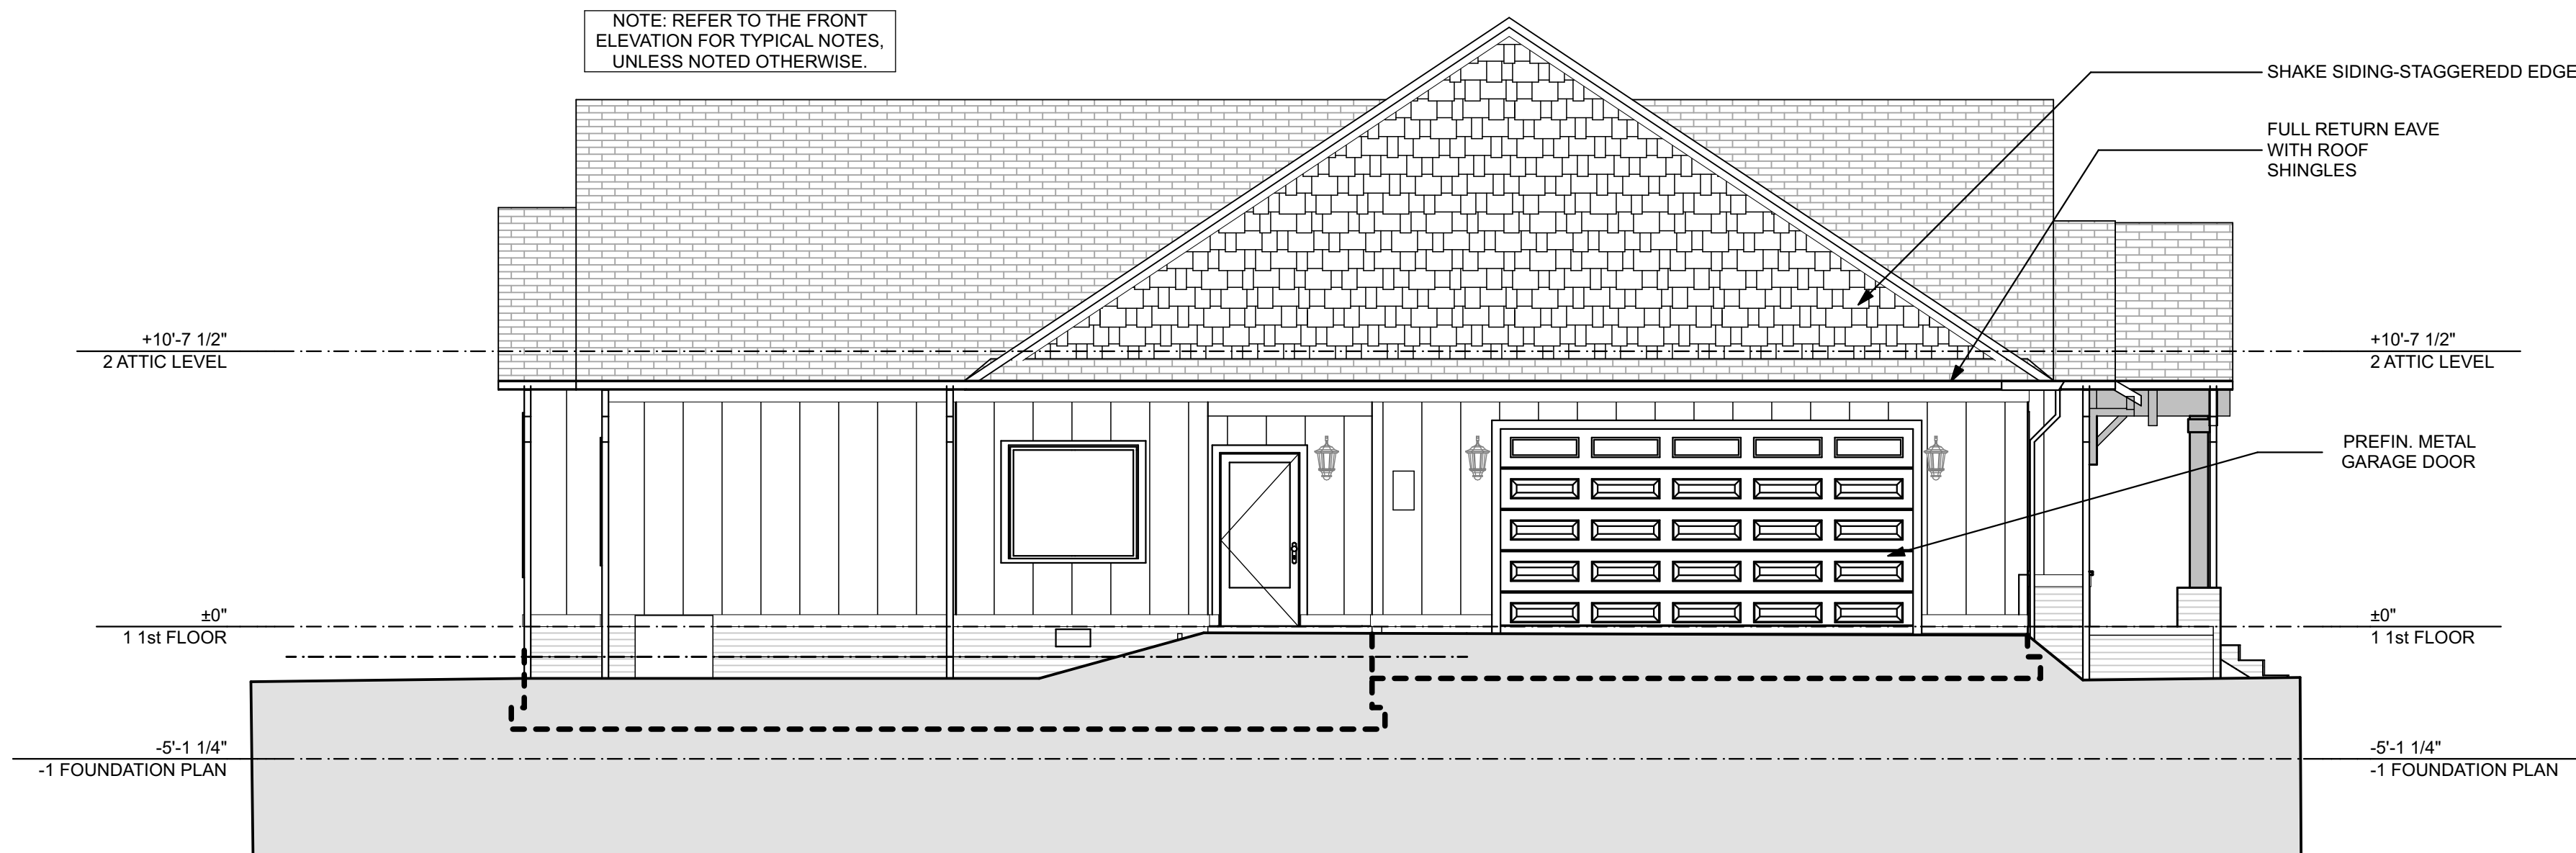 NOTE: REFER TO THE FRONT
ELEVATION FOR TYPICAL NOTES,
UNLESS NOTED OTHERWISE.
SHAKE SIDING-STAGGEREDD EDGE
FULL RETURN EAVE
WITH ROOF
SHINGLES
+10'-7 1/2"
2 ATTIC LEVEL
+10'-7 1/2"
2 ATTIC LEVEL
PREFIN. METAL
GARAGE DOOR
±0"
1 1st FLOOR
±0"
1 1st FLOOR
-5'-1 1/4"
-1 FOUNDATION PLAN
-5'-1 1/4"
-1 FOUNDATION PLAN